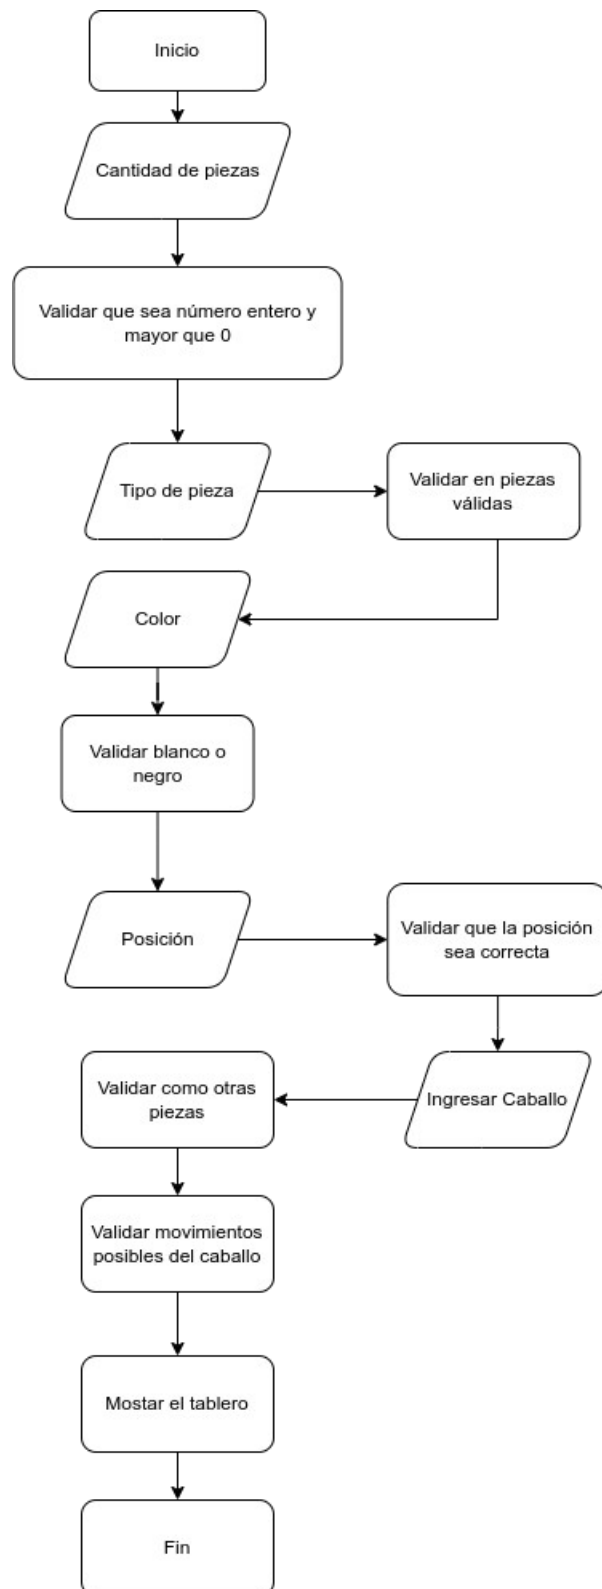 Inicio
Cantidad de piezas
Validar que sea número entero y
mayor que 0
Tipo de pieza
Validar en piezas
válidas
Color
Validar blanco o
negro
Posición
Validar que la posición
sea correcta
Ingresar Caballo
Validar como otras
piezas
Validar movimientos
posibles del caballo
Mostar el tablero
Fin